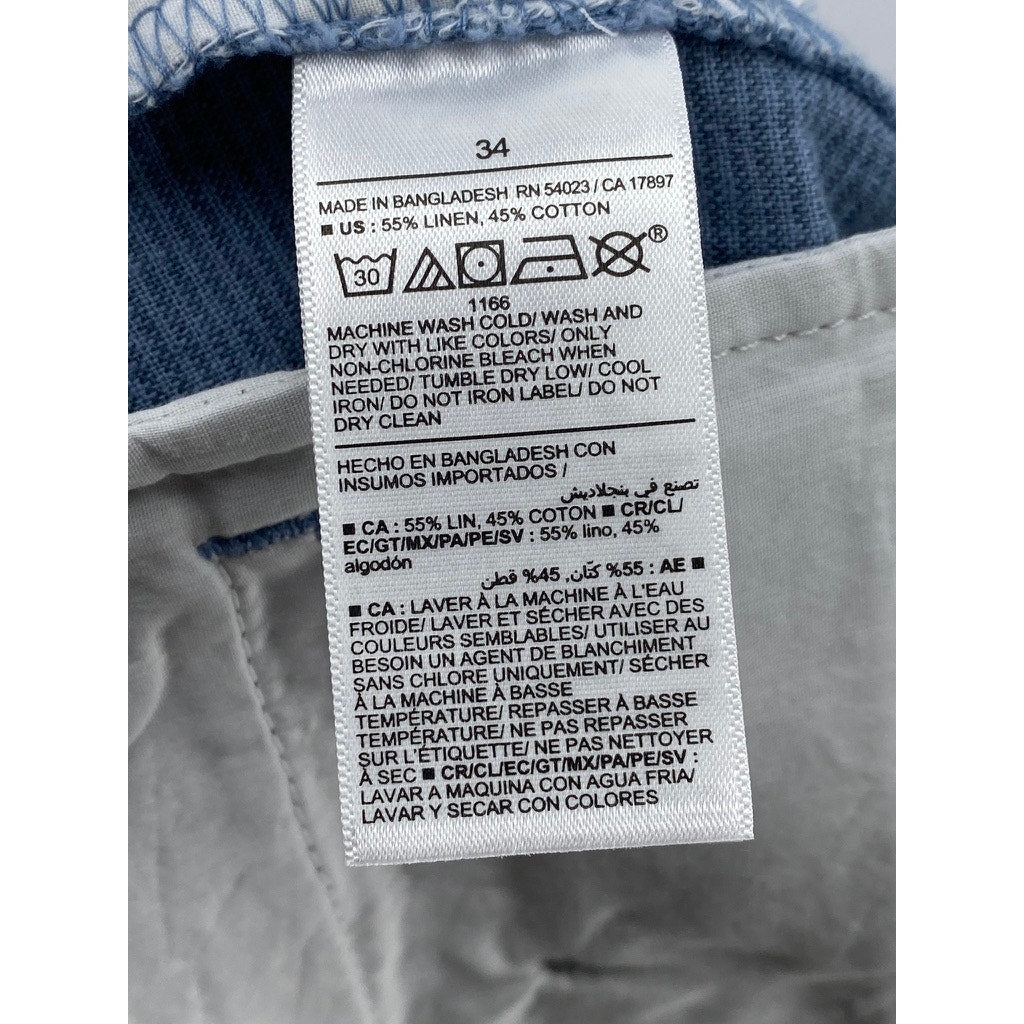 34
MADE IN BANGLADESH RN 54023 / CA 17897
■ US : 55% LINEN, 45% COTTON
30 ®
1166
MACHINE WASH COLD/ WASH AND
DRY WITH LIKE COLORS/ ONLY
NON-CHLORINE BLEACH WHEN
NEEDED/ TUMBLE DRY LOW/ COOL
IRON/ DO NOT IRON LABEL/ DO NOT
DRY CLEAN
HECHO EN BANGLADESH CON
INSUMOS IMPORTADOS /
تصنع في بنجلاديش
■ CA : 55% LIN, 45% COTON ■ CR/CL/
EC/GT/MX/PA/PE/SV : 55% lino, 45%
algodón
■ AE : 55% كتّان, 45% قطن
■ CA : LAVER À LA MACHINE À L'EAU
FROIDE/ LAVER ET SÉCHER AVEC DES
COULEURS SEMBLABLES/ UTILISER AU
BESOIN UN AGENT DE BLANCHIMENT
SANS CHLORE UNIQUEMENT/ SÉCHER
À LA MACHINE À BASSE
TEMPÉRATURE/ REPASSER À BASSE
TEMPÉRATURE/ NE PAS REPASSER
SUR L'ÉTIQUETTE/ NE PAS NETTOYER
À SEC ■ CR/CL/EC/GT/MX/PA/PE/SV :
LAVAR A MAQUINA CON AGUA FRIA/
LAVAR Y SECAR CON COLORES